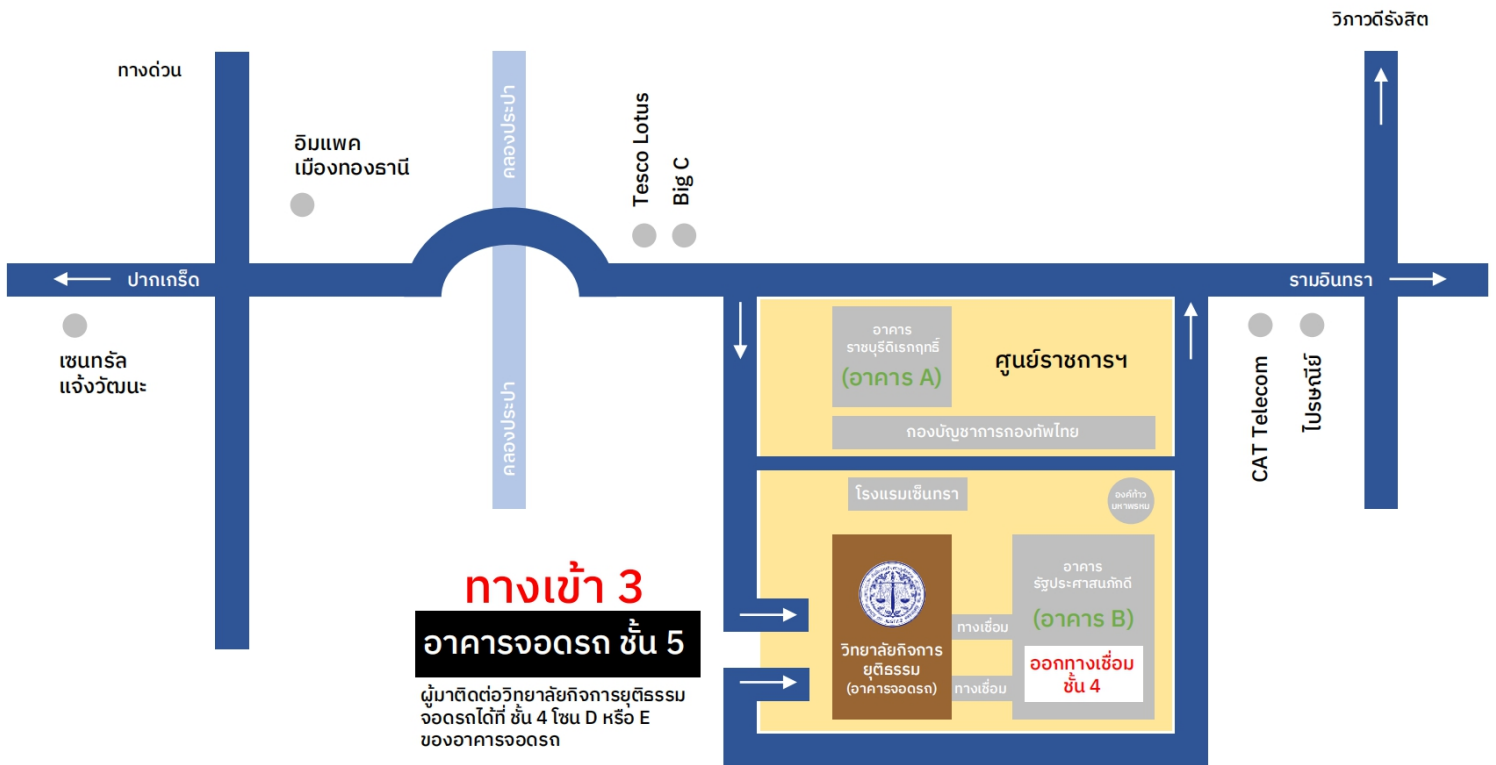 วิภาวดีรังสิต
ทางด่วน
อิมแพค
เมืองทองธานี
คลองประปา
Tesco Lotus
Big C
ปากเกร็ด
รามอินทรา
เซนทรัล
แจ้งวัฒนะ
อาคาร
ราชบุรีดิเรกฤทธิ์
(อาคาร A)
ศูนย์ราชการฯ
กองบัญชาการกองทัพไทย
CAT Telecom
ไปรษณีย์
คลองประปา
โรงแรมเซ็นทรา
องค์ท้าว
มหาพรหม
ทางเข้า 3
อาคารจอดรถ ชั้น 5
ผู้มาติดต่อวิทยาลัยกิจการยุติธรรม
จอดรถได้ที่ ชั้น 4 โซน D หรือ E
ของอาคารจอดรถ
วิทยาลัยกิจการ
ยุติธรรม
(อาคารจอดรถ)
ทางเชื่อม
ทางเชื่อม
อาคาร
รัฐประศาสนภักดี
(อาคาร B)
ออกทางเชื่อม
ชั้น 4